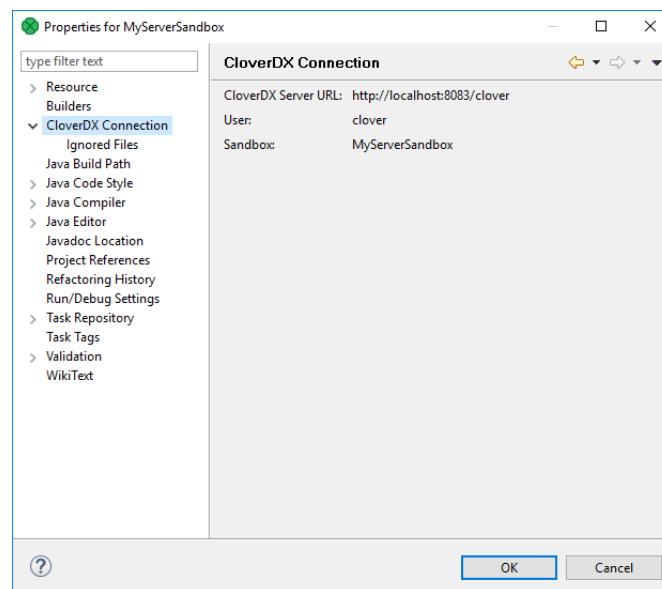 Properties for MyServerSandbox
type filter text
CloverDX Connection
Resource
Builders
CloverDX Connection
Ignored Files
Java Build Path
Java Code Style
Java Compiler
Java Editor
Javadoc Location
Project References
Refactoring History
Run/Debug Settings
Task Repository
Task Tags
Validation
WikiText
CloverDX Server URL: http://localhost:8083/clover
User: clover
Sandbox: MyServerSandbox
?
OK
Cancel